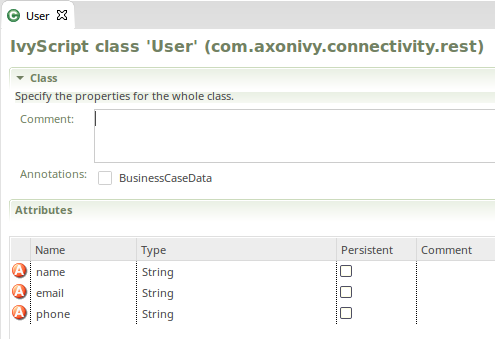 User
IvyScript class 'User' (com.axonivy.connectivity.rest)
Class
Specify the properties for the whole class.
Comment:
Annotations: BusinessCaseData
Attributes
Name Type Persistent Comment
A name String
A email String
A phone String